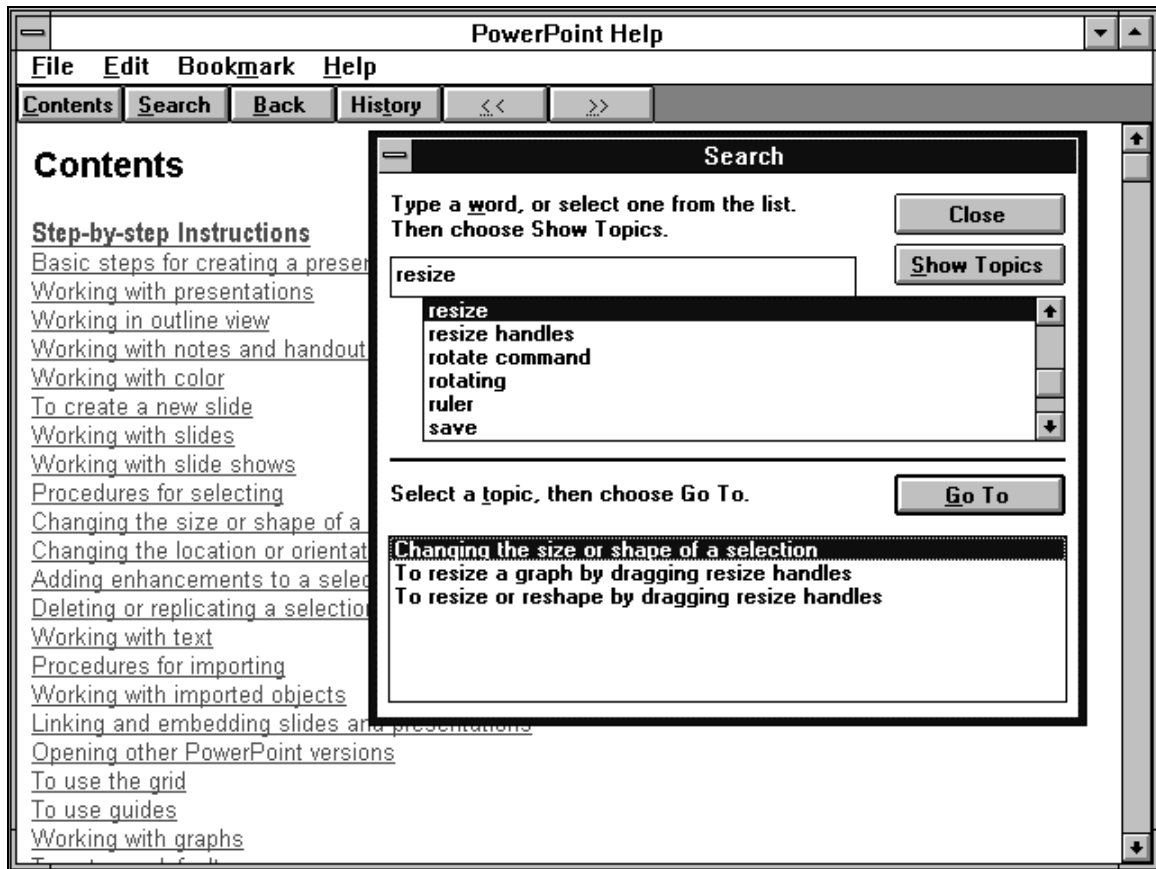 PowerPoint Help
File Edit Bookmark Help
Contents Search Back History << >>
Contents
Step-by-step Instructions
Basic steps for creating a
Working with presentations
Working in outline view
Working with notes and handout
Working with color
To create a new slide
Working with slides
Working with slide shows
Procedures for selecting
Changing the size or shape of a
Changing the location or
Adding enhancements to a
Deleting or replicating a selection
Working with text
Procedures for importing
Working with imported objects
Linking and embedding slides and presentations
Opening other PowerPoint versions
To use the grid
To use guides
Working with graphs
Search
Type a word, or select one from the list.
Then choose Show Topics.
Close
Show Topics
resize
resize
resize handles
rotate command
rotating
ruler
save
Select a topic, then choose Go To.
Go To
Changing the size or shape of a selection
To resize a graph by dragging resize handles
To resize or reshape by dragging resize handles